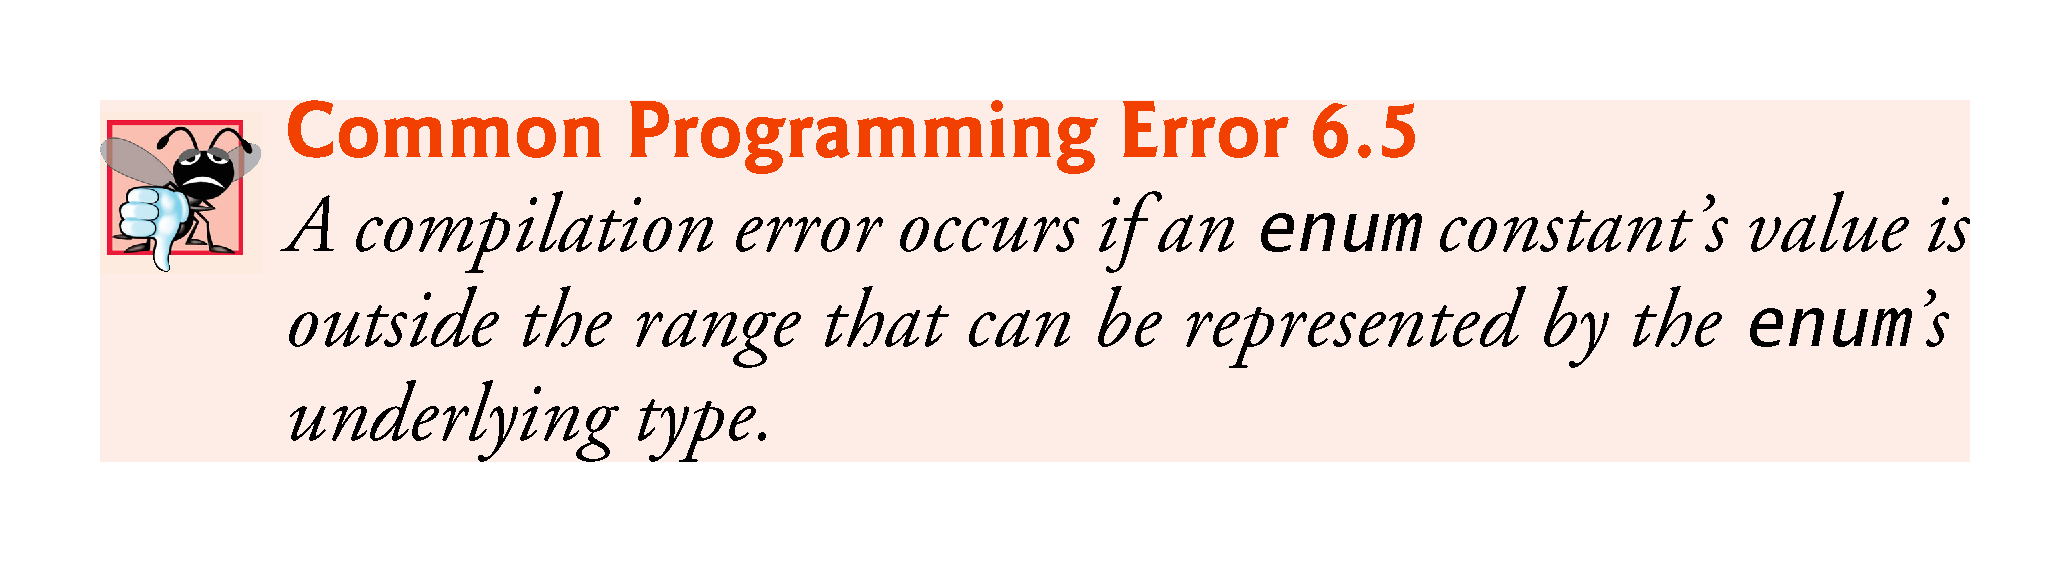 Common Programming Error 6.5
A compilation error occurs if an enum constant’s value is
outside the range that can be represented by the enum’s
underlying type.